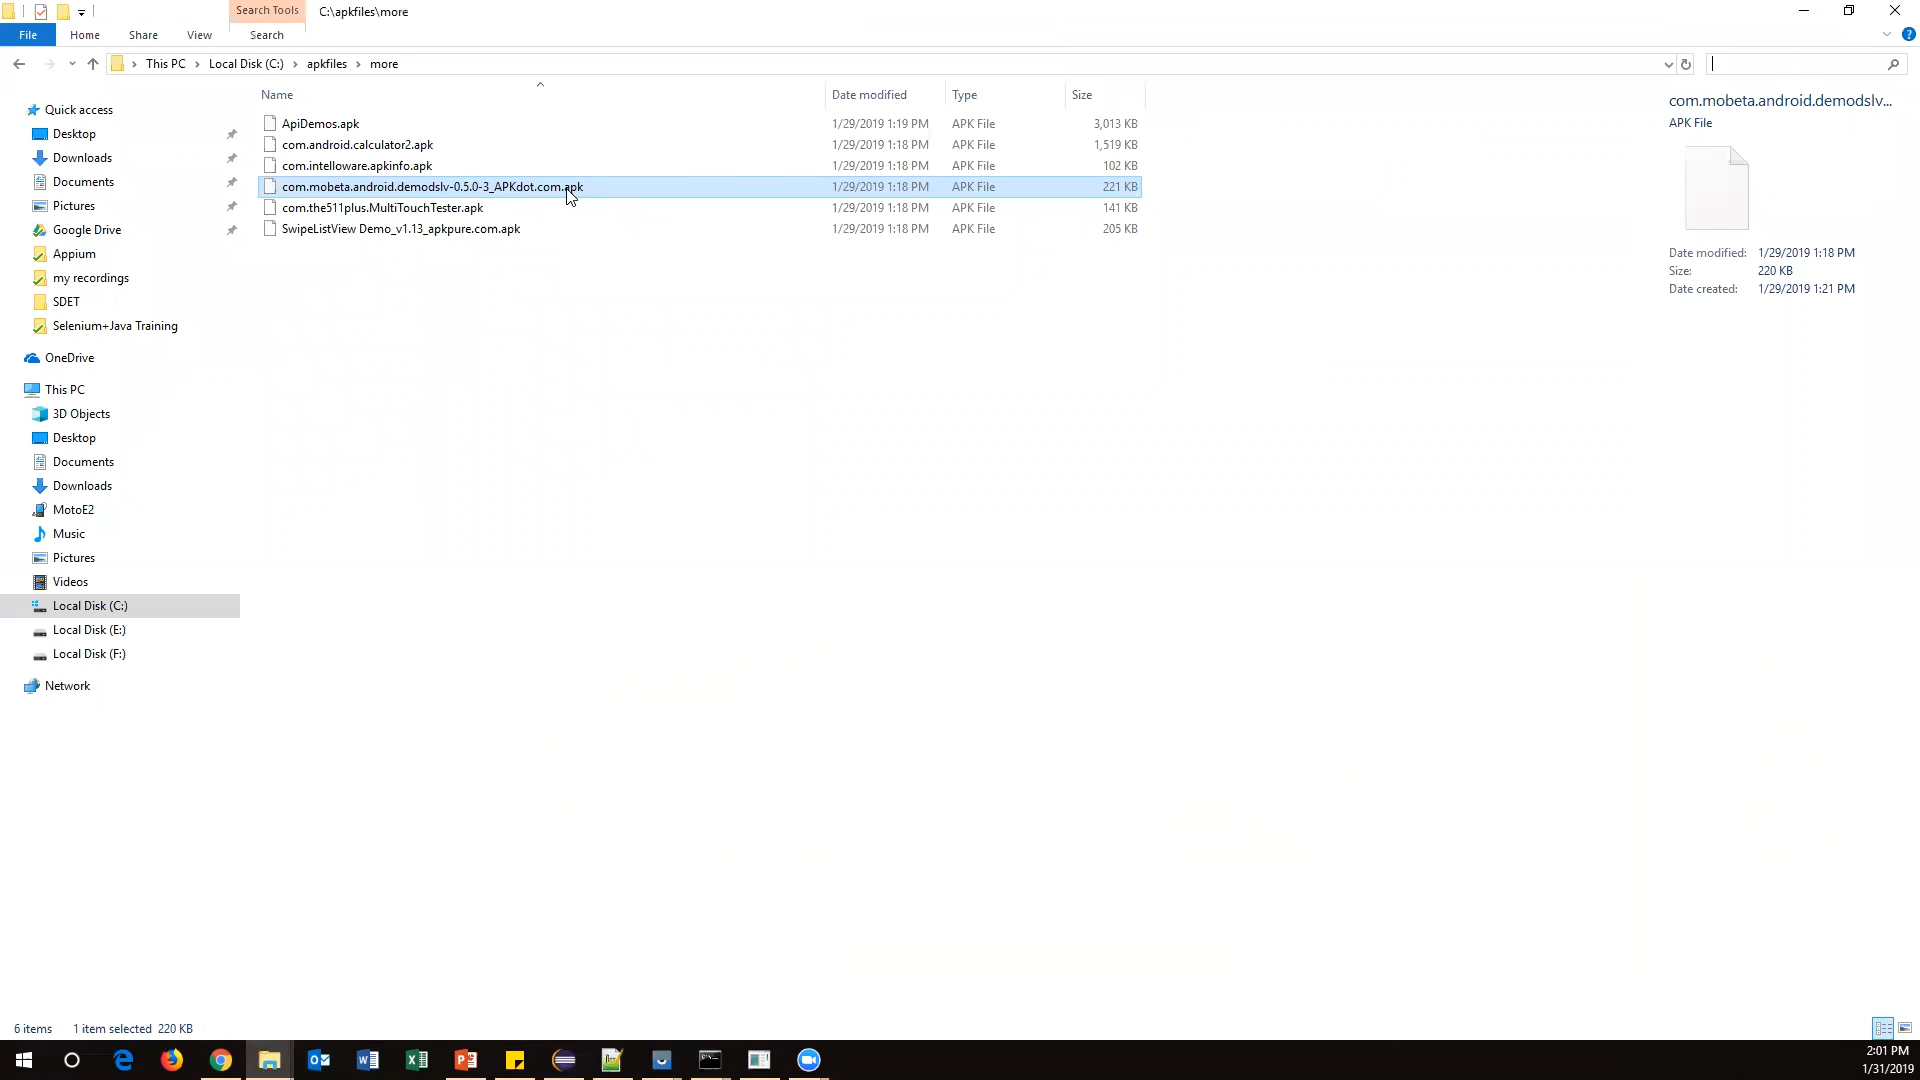 Search Tools
C:\apkfiles\more
File
Home
Share
View
Search
This PC
Local Disk (C:)
apkfiles
more
Name
Date modified
Type
Size
ApiDemos.apk
1/29/2019 1:19 PM
APK File
3,013 KB
com.android.calculator2.apk
1/29/2019 1:18 PM
APK File
1,519 KB
com.intelloware.apkinfo.apk
1/29/2019 1:18 PM
APK File
102 KB
com.mobeta.android.demodslv-0.5.0-3_APKdot.com.apk
1/29/2019 1:18 PM
APK File
221 KB
com.the511plus.MultiTouchTester.apk
1/29/2019 1:18 PM
APK File
141 KB
SwipeListView Demo_v1.13_apkpure.com.apk
1/29/2019 1:18 PM
APK File
205 KB
Quick access
Desktop
Downloads
Documents
Pictures
Google Drive
Appium
my recordings
SDET
Selenium+Java Training
OneDrive
This PC
3D Objects
Desktop
Documents
Downloads
MotoE2
Music
Pictures
Videos
Local Disk (C:)
Local Disk (E:)
Local Disk (F:)
Network
com.mobeta.android.demodslv...
APK File
Date modified: 1/29/2019 1:18 PM
Size: 220 KB
Date created: 1/29/2019 1:21 PM
6 items
1 item selected 220 KB
2:01 PM
1/31/2019